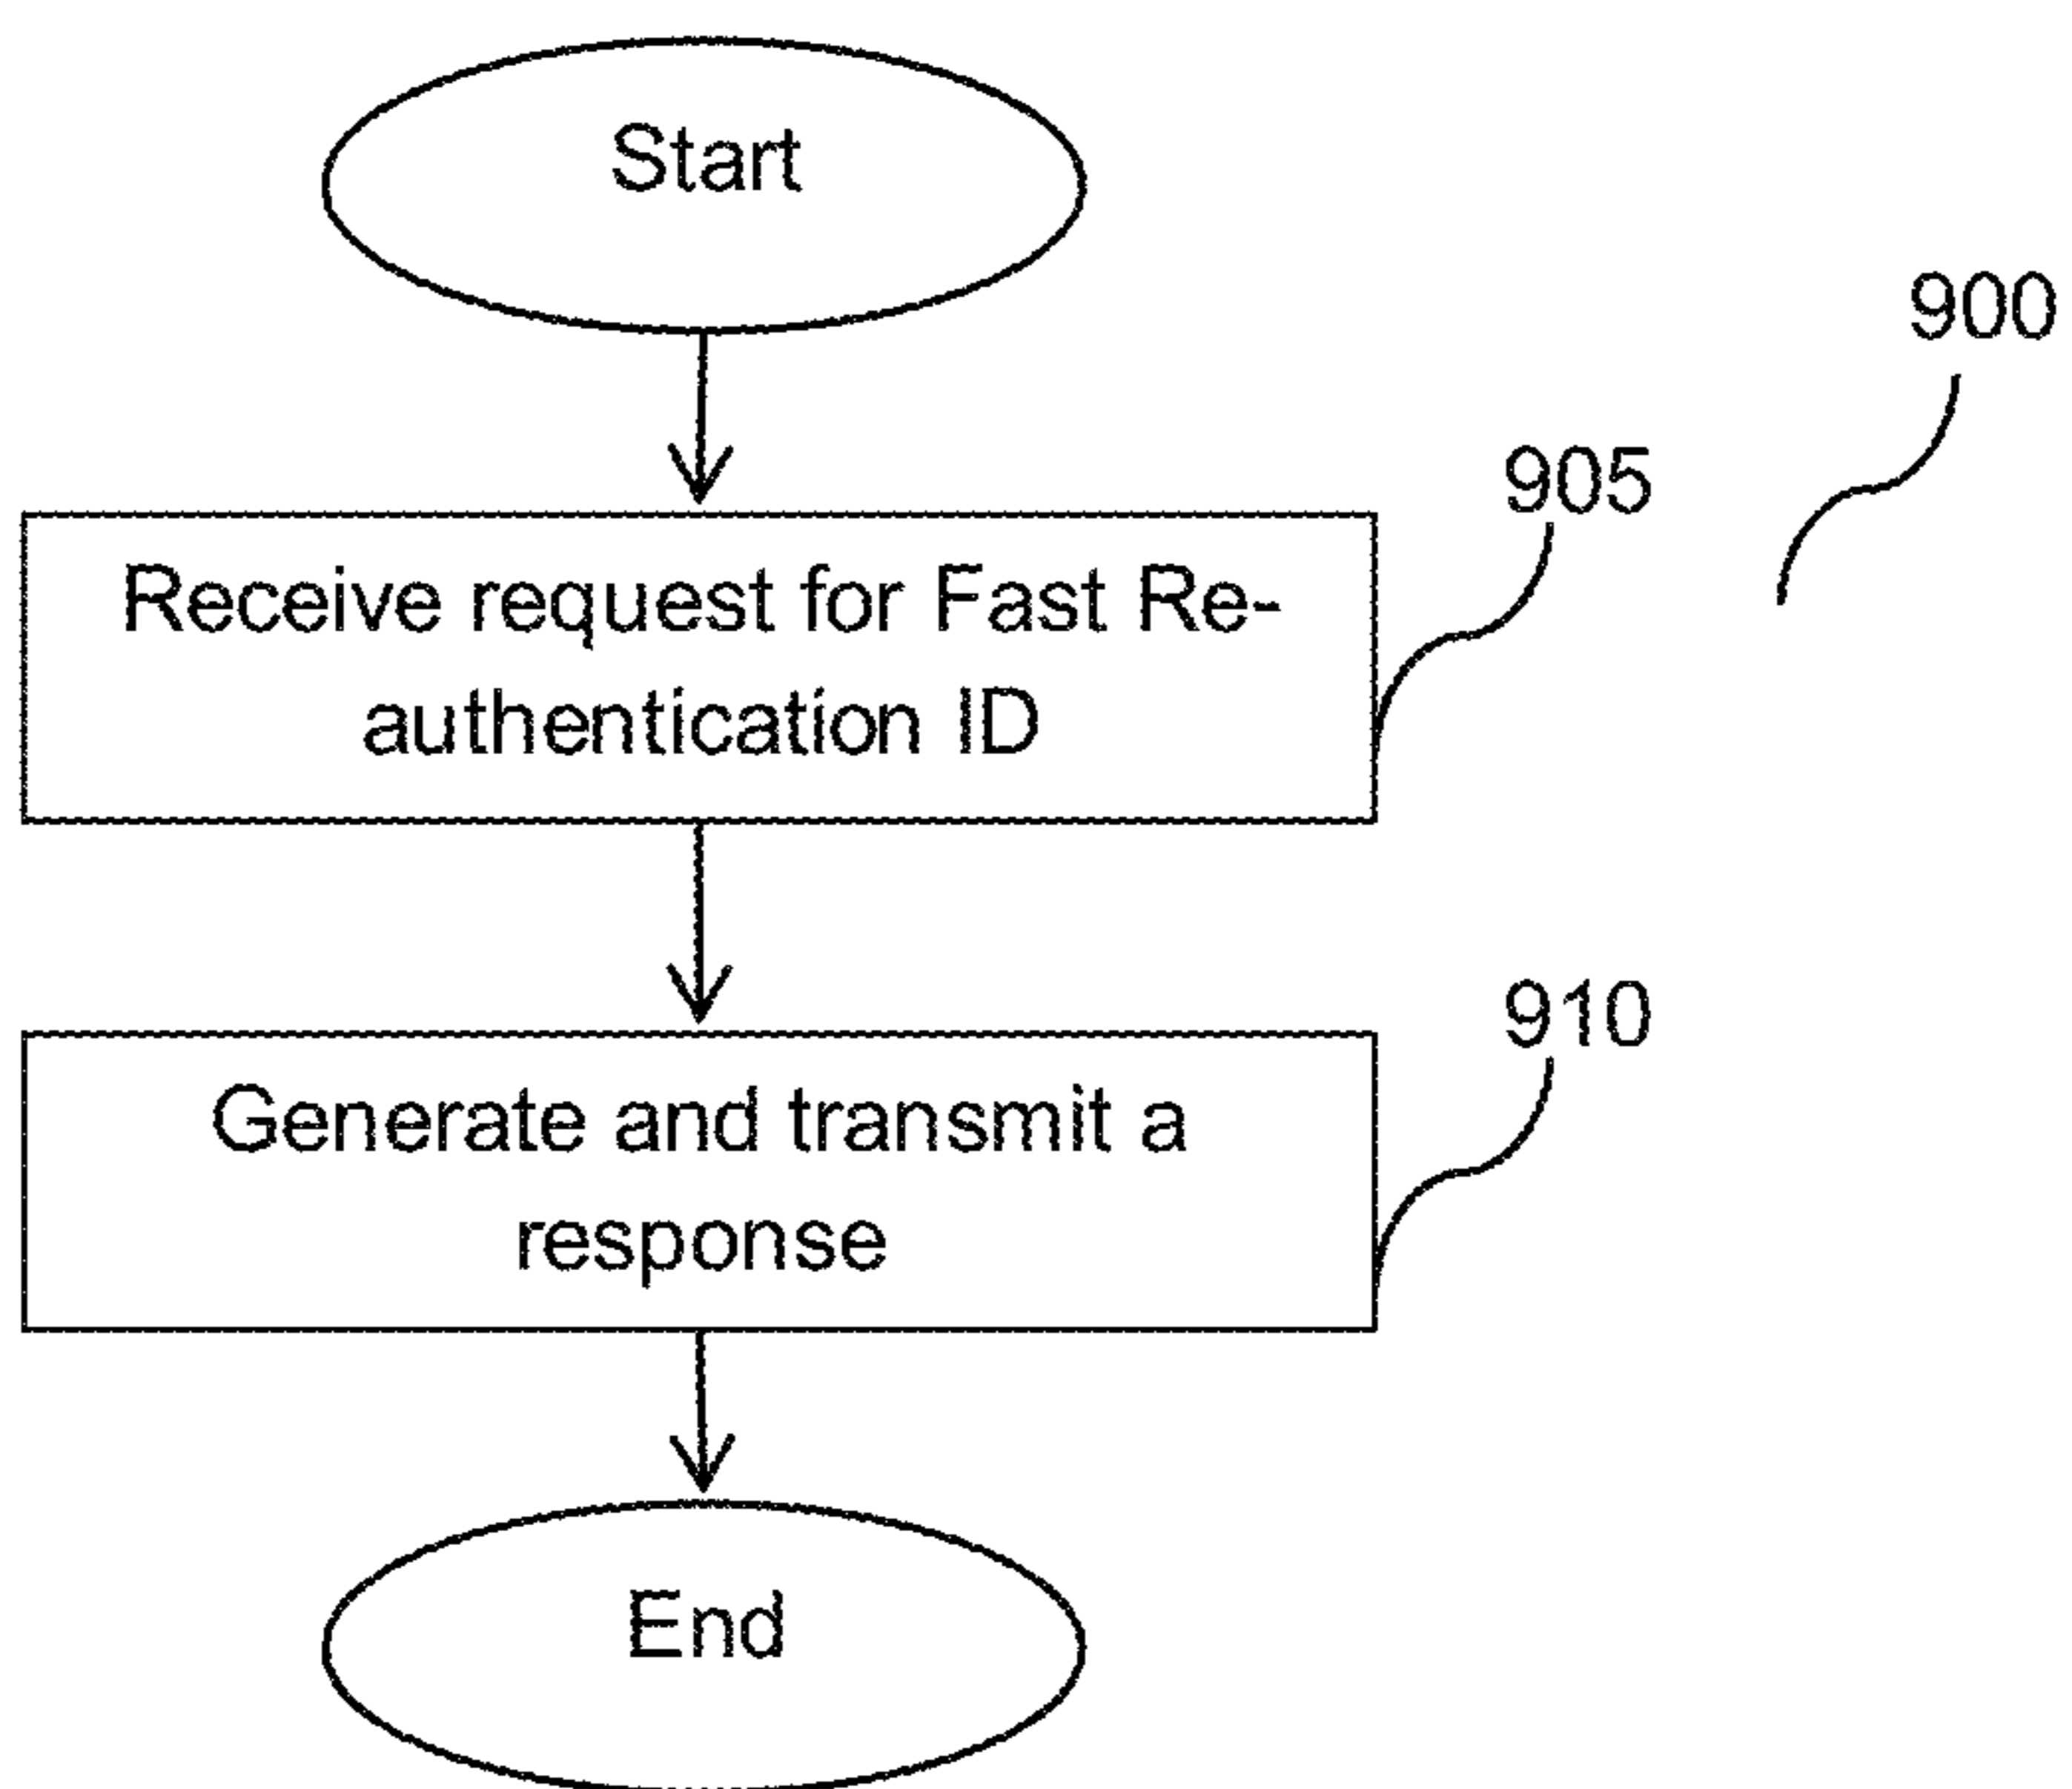 Start
900
905
Receive request for Fast Re-
authentication ID
910
Generate and transmit a
response
End